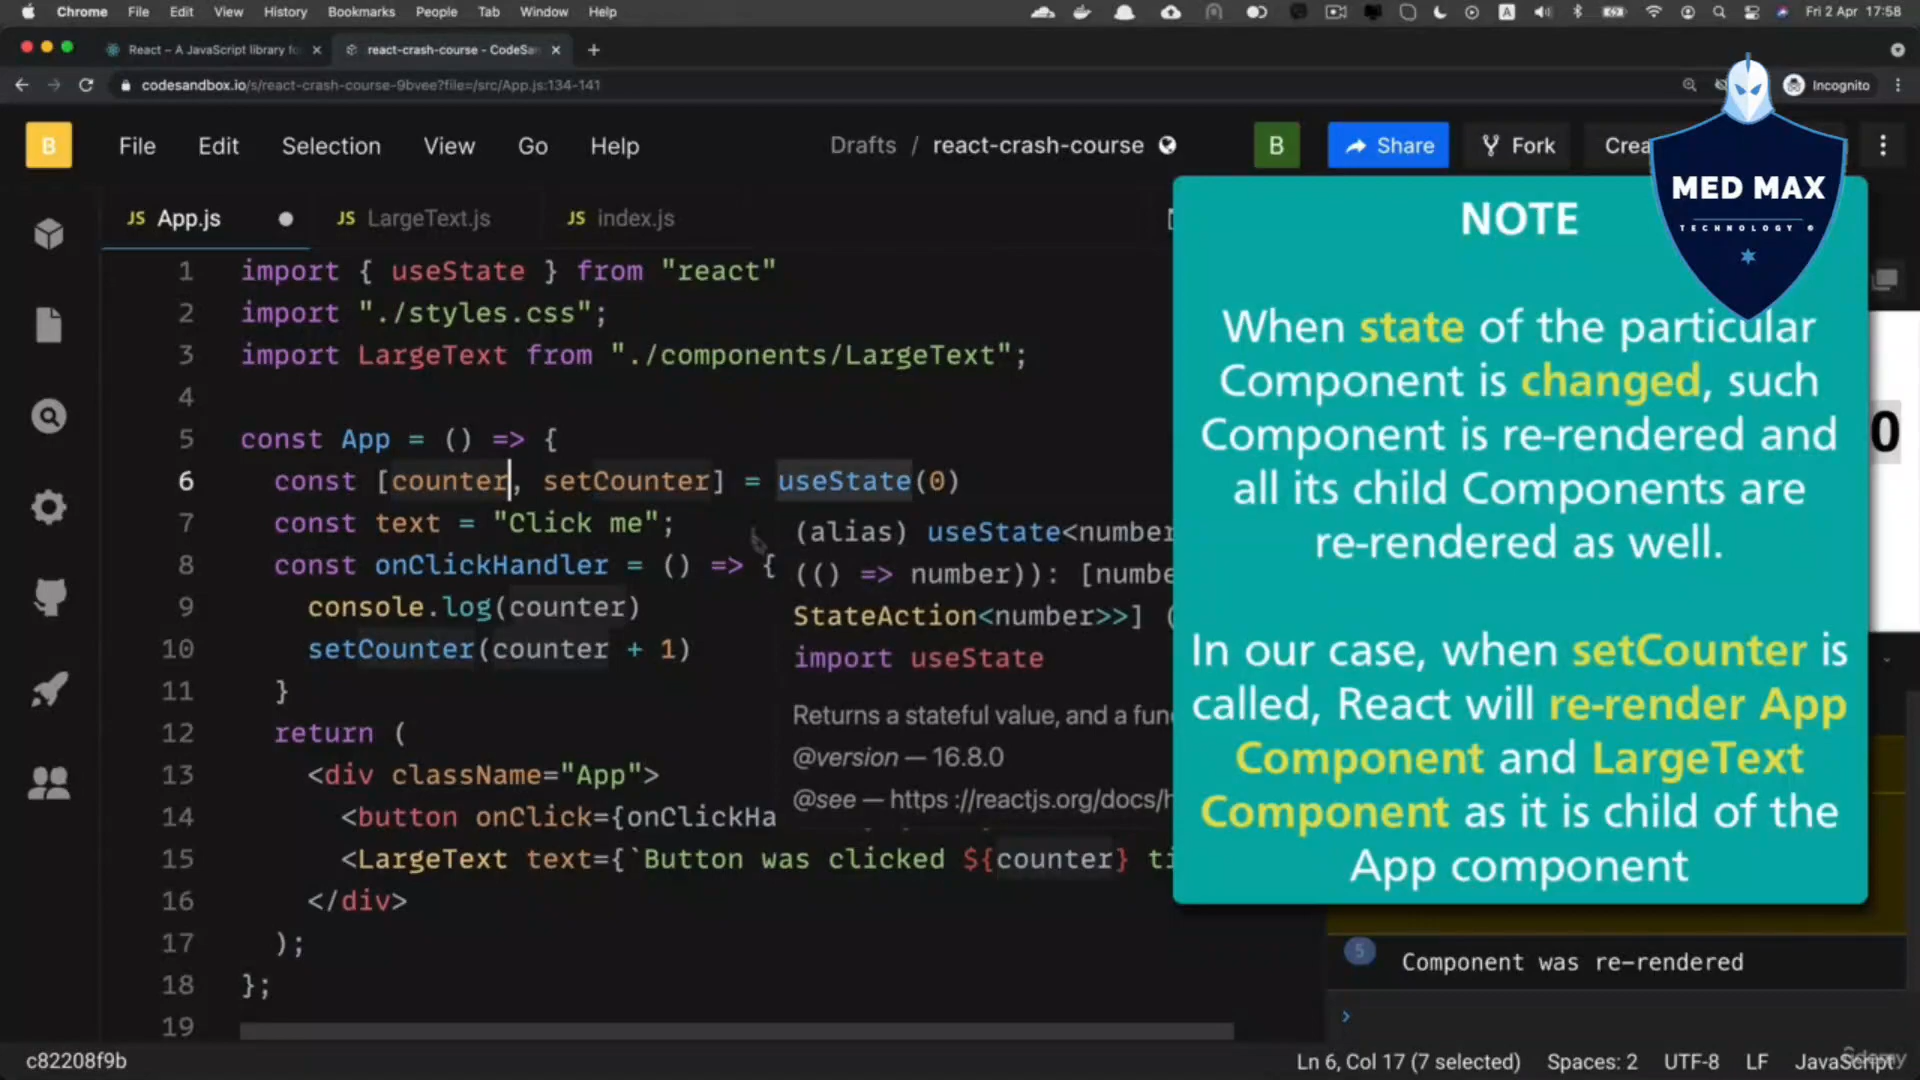 Chrome File Edit View History Bookmarks People Tab Window Help
A
Fri 2 Apr 17:58
React – A JavaScript library fo
react-crash-course - CodeSa
codesandbox.io/s/react-crash-course-9bvee?file=/src/App.js:134-141
Incognito
B File Edit Selection View Go Help
Drafts / react-crash-course
B Share Fork Crea
MED MAX
TECHNOLOGY
JS App.js
JS LargeText.js
JS index.js
1 import { useState } from "react"
2 import "./styles.css";
3 import LargeText from "./components/LargeText";
4
5 const App = () => {
6 const [counter, setCounter] = useState(0)
7 const text = "Click me";
8 const onClickHandler = () => {
9 console.log(counter)
10 setCounter(counter + 1)
11 }
12 return (
13 <div className="App">
14 <button onClick={onClickHa
15 <LargeText text={`Button was clicked ${counter} ti
16 </div>
17 );
18 };
19
(alias) useState<number
(() => number)): [numbe
StateAction<number>>] (
import useState
Returns a stateful value, and a fun
@version — 16.8.0
@see — https ://reactjs.org/docs/h
NOTE
When state of the particular
Component is changed, such
Component is re-rendered and
all its child Components are
re-rendered as well.
In our case, when setCounter is
called, React will re-render App
Component and LargeText
Component as it is child of the
App component
0
5 Component was re-rendered
c82208f9b
Ln 6, Col 17 (7 selected) Spaces: 2 UTF-8 LF JavaScript
Udemy